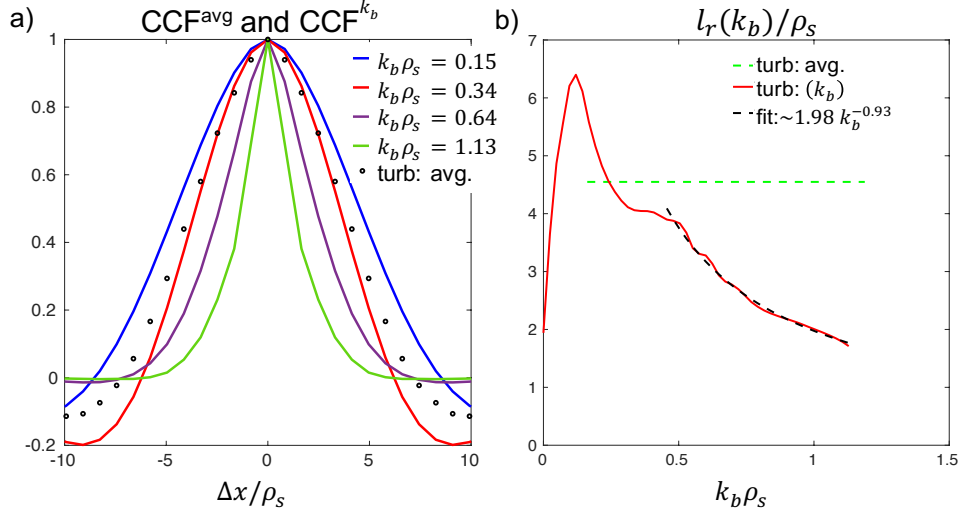 a)
CCF^avg and CCF^{k_b}
1
0.8
0.6
0.4
0.2
0
-0.2
-10
-5
0
5
10
Δx/ρ_s
k_bρ_s = 0.15
k_bρ_s = 0.34
k_bρ_s = 0.64
k_bρ_s = 1.13
turb: avg.
b)
l_r(k_b)/ρ_s
7
6
5
4
3
2
1
0
0
0.5
1
1.5
k_bρ_s
turb: avg.
turb: (k_b)
fit:~1.98 k_b^{-0.93}